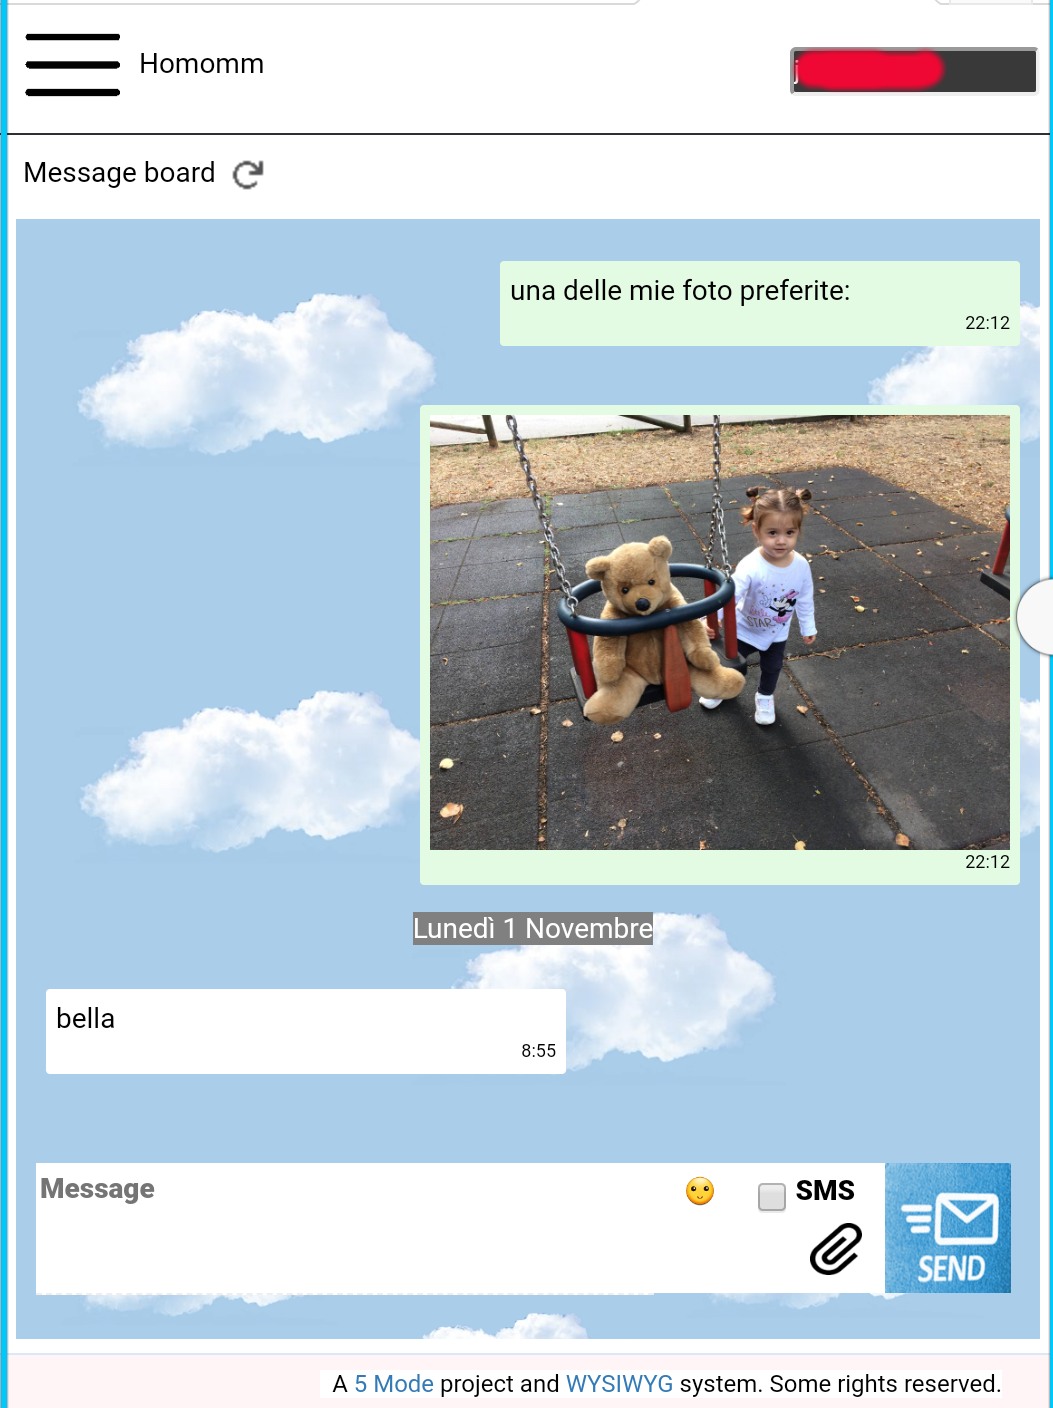 Homomm
Message board
una delle mie foto preferite:
22:12
STAR
22:12
Lunedì 1 Novembre
bella
8:55
Message
SMS
SEND
A 5 Mode project and WYSIWYG system. Some rights reserved.